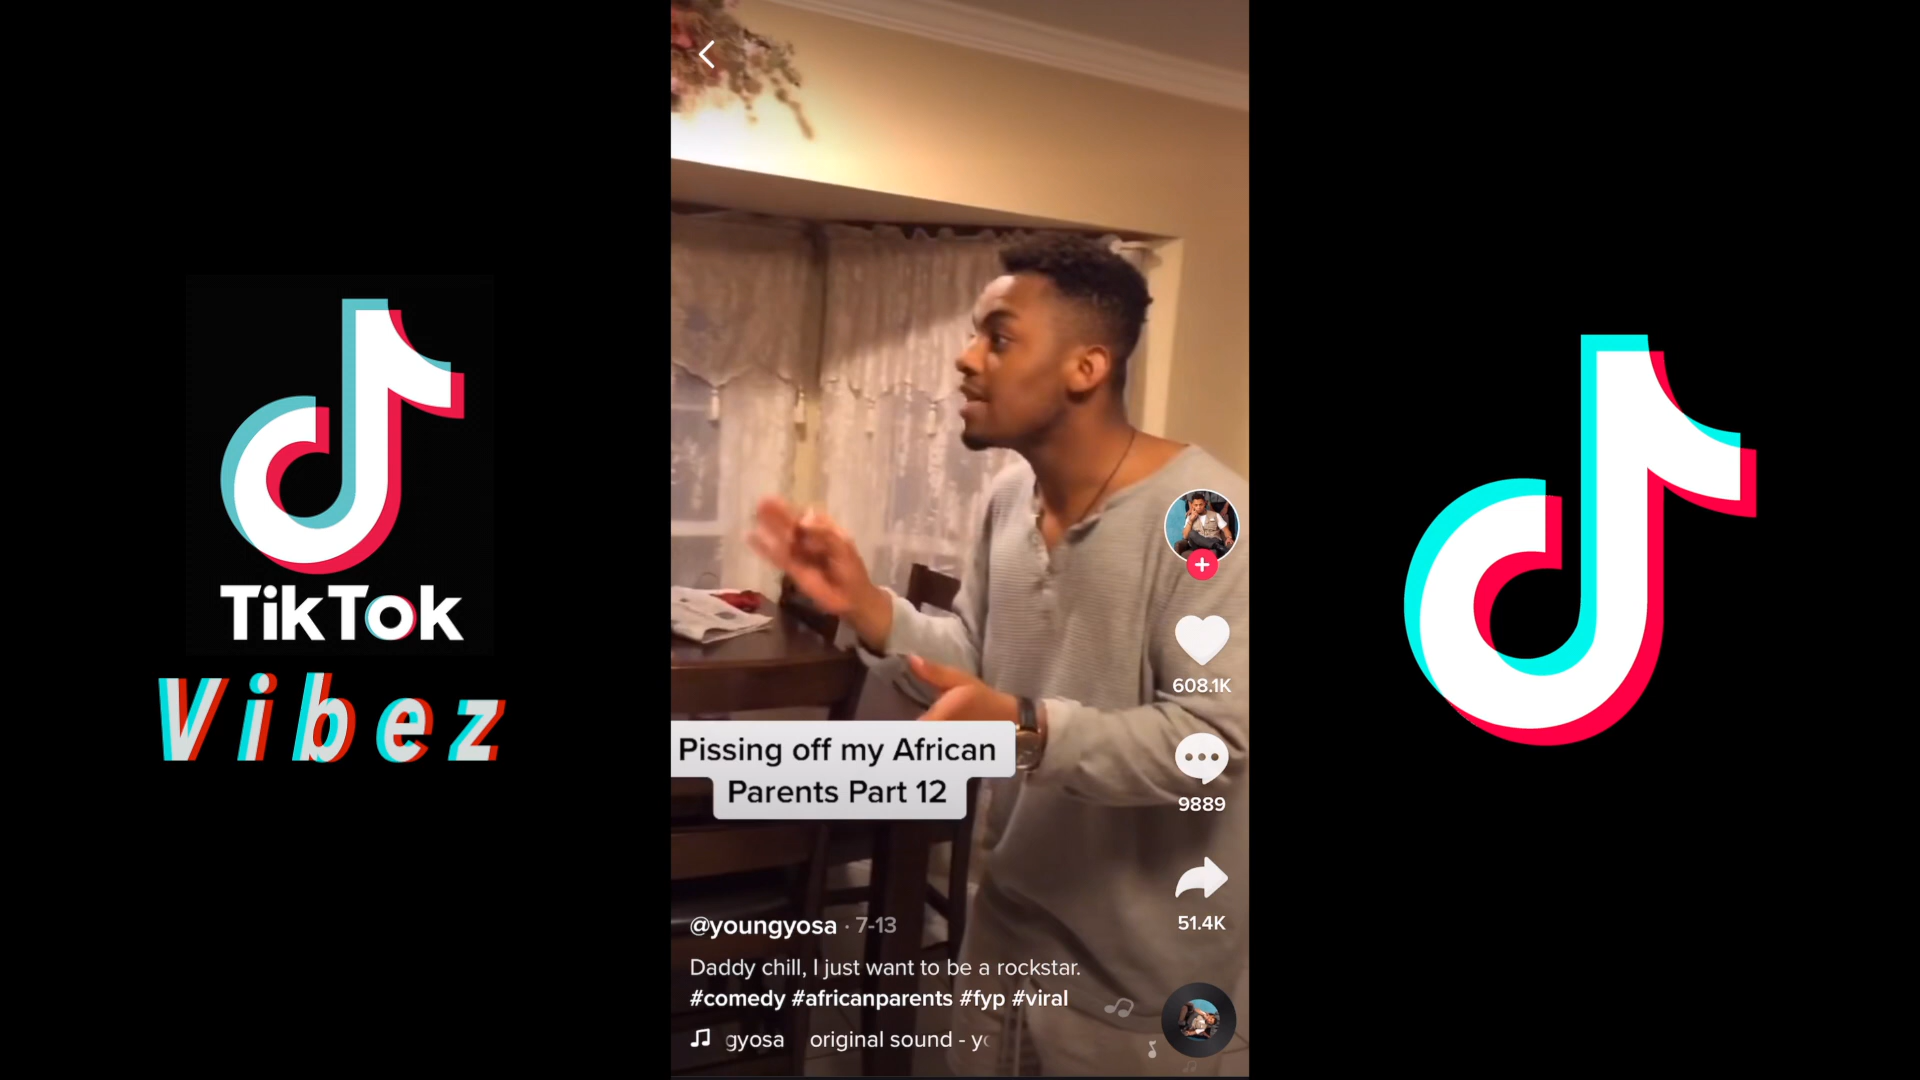 TikTok
Vibez
Pissing off my African
Parents Part 12
608.1K
9889
51.4K
@youngyosa · 7-13
Daddy chill, I just want to be a rockstar.
#comedy #africanparents #fyp #viral
gyosa original sound - y